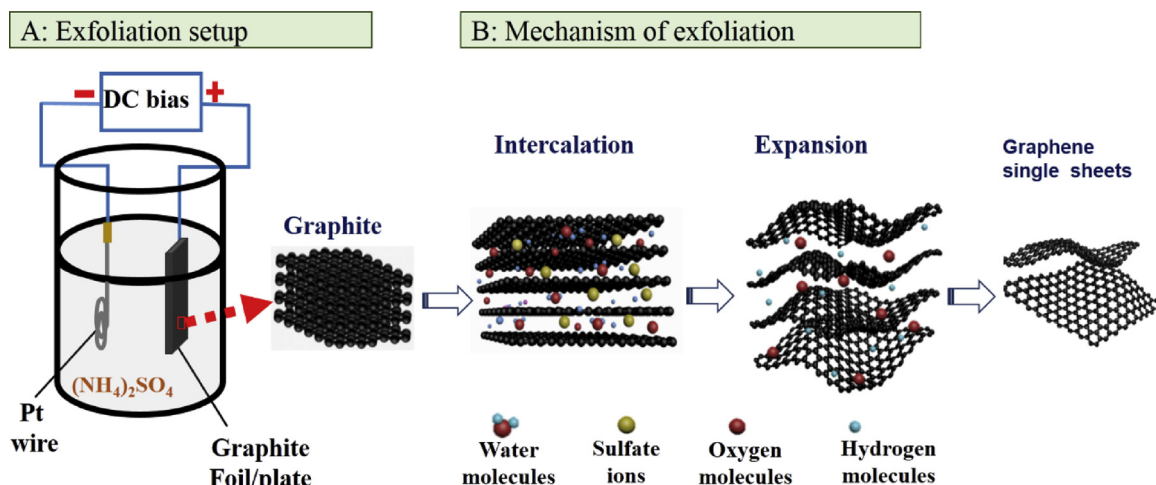 A: Exfoliation setup
B: Mechanism of exfoliation
− DC bias +
Intercalation
Expansion
Graphene
single sheets
Graphite
(NH₄)₂SO₄
Pt
wire
Graphite
Foil/plate
Water
molecules
Sulfate
ions
Oxygen
molecules
Hydrogen
molecules